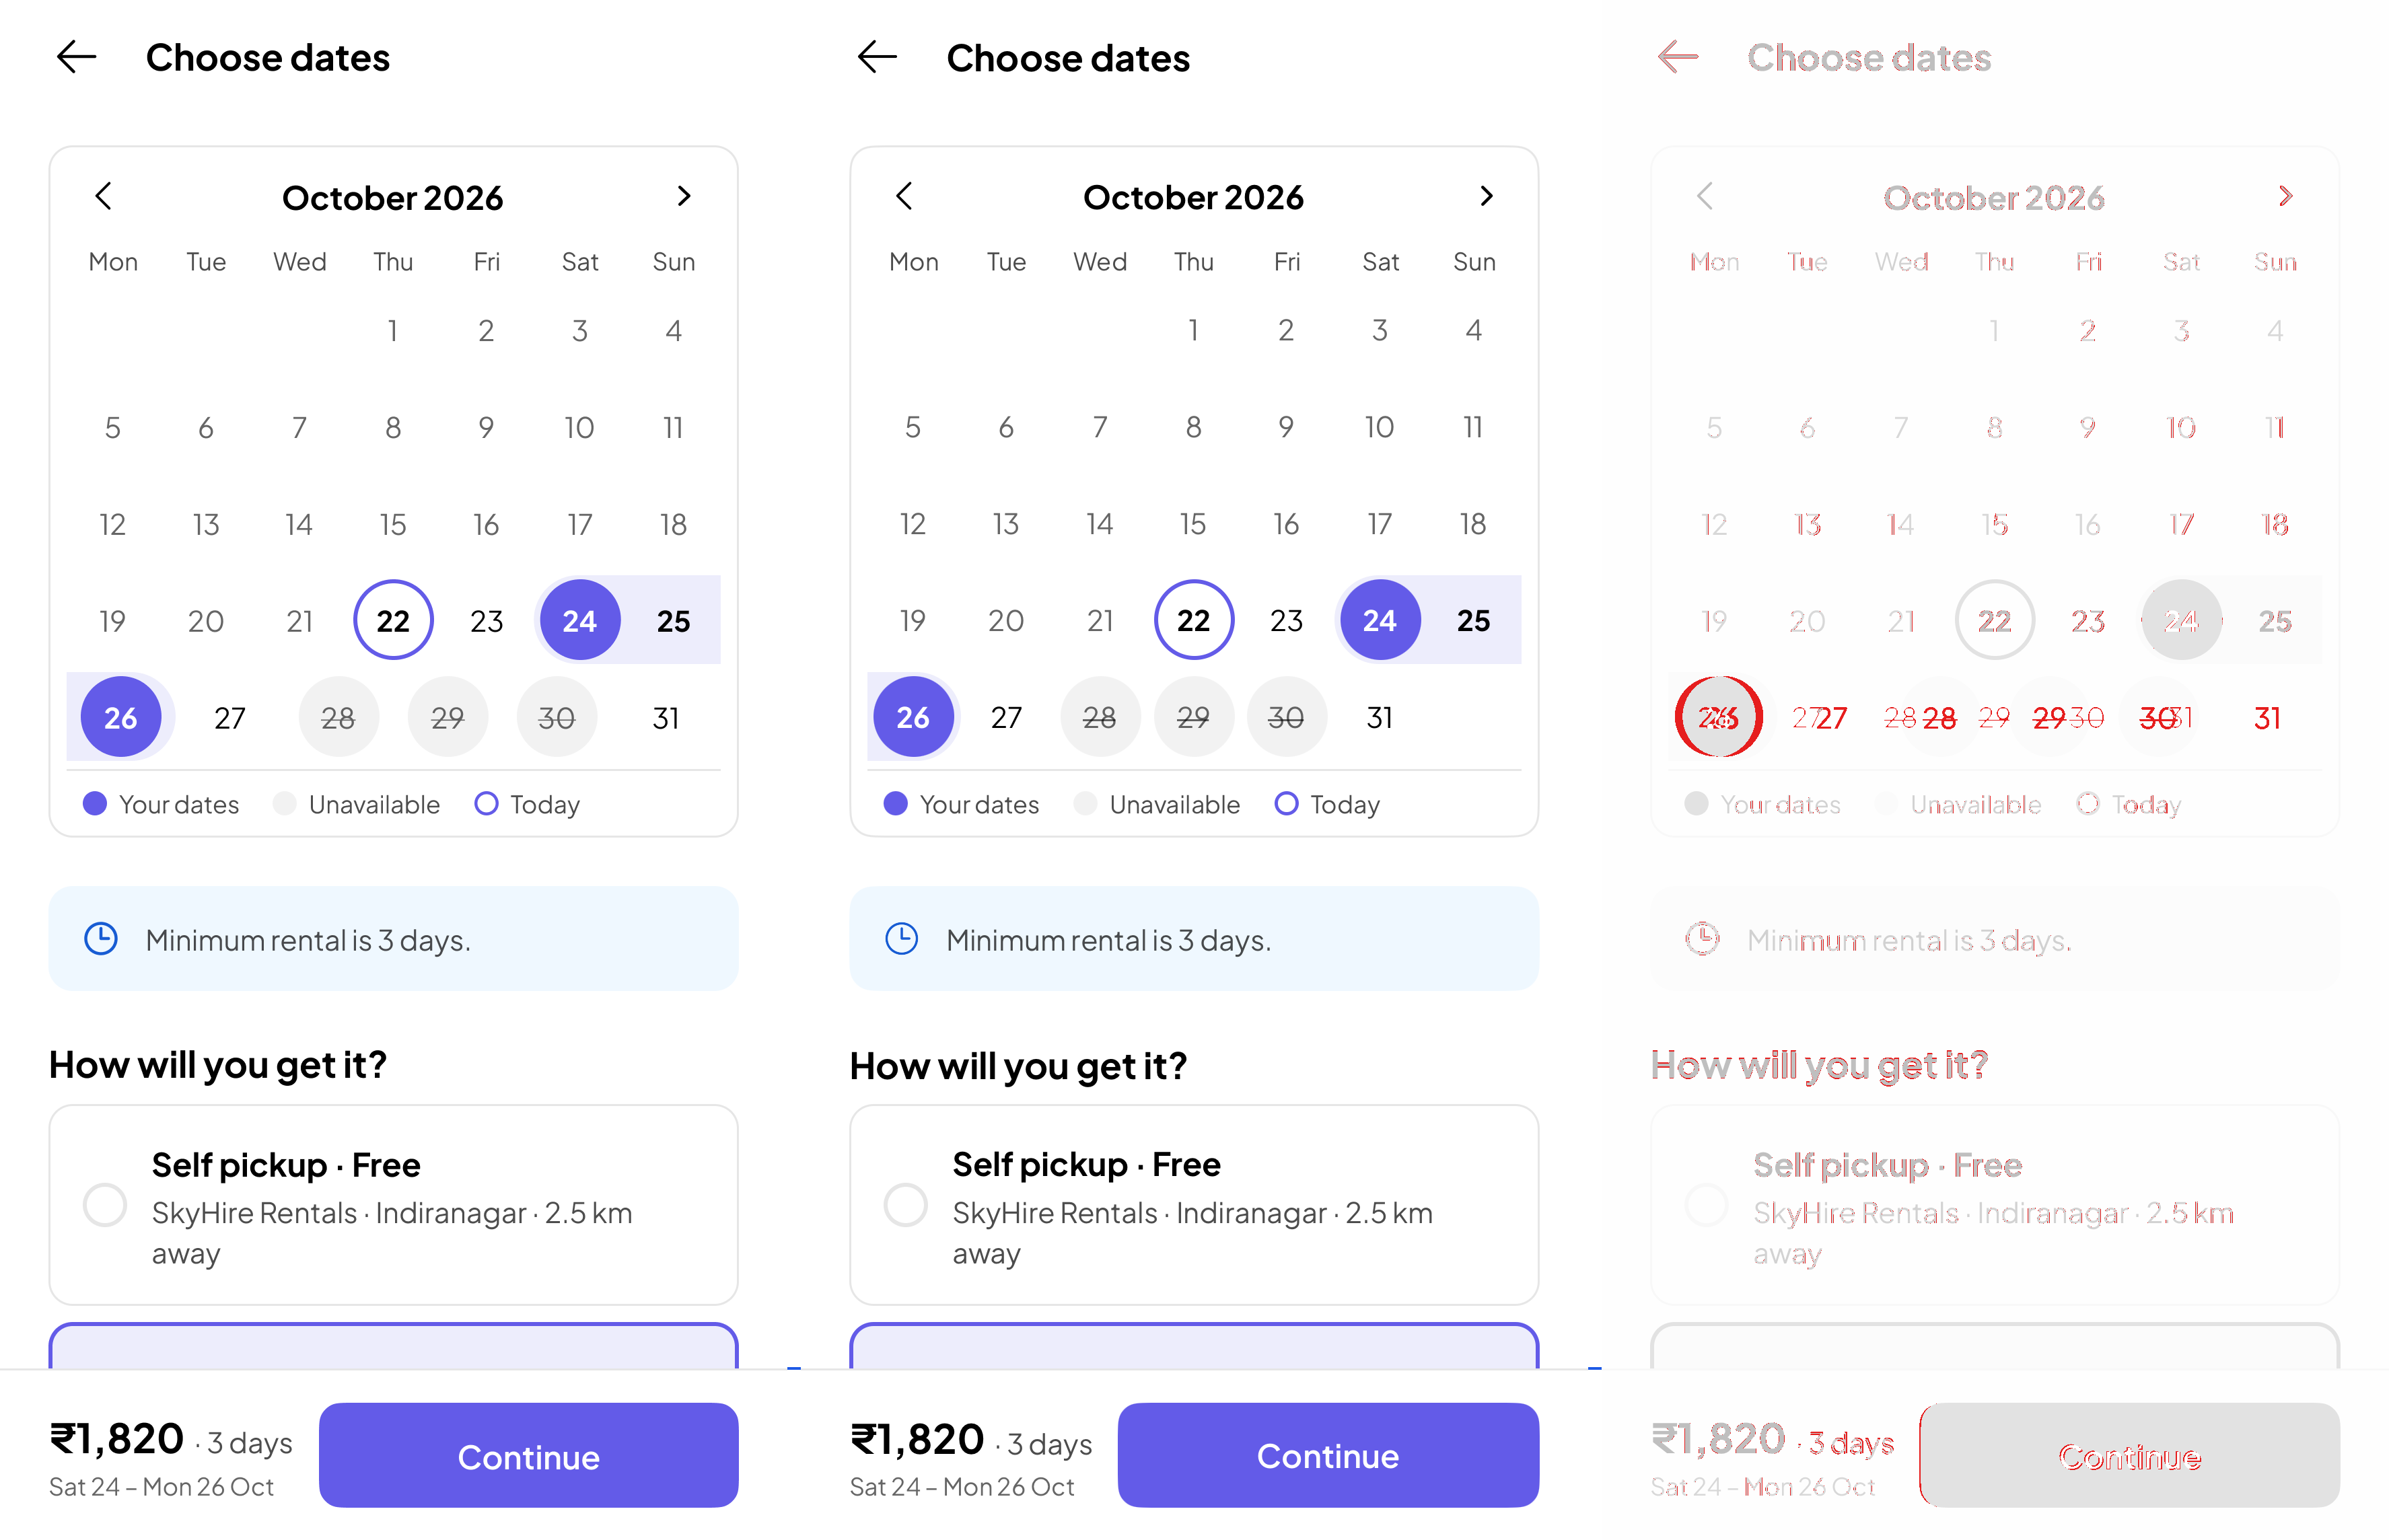 Choose dates
October 2026
Mon Tue Wed Thu Fri Sat Sun
1 2 3 4
5 6 7 8 9 10 11
12 13 14 15 16 17 18
19 20 21 22 23 24 25
26 27 28 29 30 31
Your dates Unavailable Today
Minimum rental is 3 days.
How will you get it?
Self pickup · Free
SkyHire Rentals · Indiranagar · 2.5 km
away
₹1,820 · 3 days
Sat 24 – Mon 26 Oct
Continue
Choose dates
October 2026
Mon Tue Wed Thu Fri Sat Sun
1 2 3 4
5 6 7 8 9 10 11
12 13 14 15 16 17 18
19 20 21 22 23 24 25
26 27 28 29 30 31
Your dates Unavailable Today
Minimum rental is 3 days.
How will you get it?
Self pickup · Free
SkyHire Rentals · Indiranagar · 2.5 km
away
₹1,820 · 3 days
Sat 24 – Mon 26 Oct
Continue
Choose dates
October 2026
Mon Tue Wed Thu Fri Sat Sun
1 2 3 4
5 6 7 8 9 10 11
12 13 14 15 16 17 18
19 20 21 22 23 24 25
27 27 28 28 29 29 30 30 31 31
Your dates Unavailable Today
Minimum rental is 3 days.
How will you get it?
Self pickup · Free
SkyHire Rentals · Indiranagar · 2.5 km
away
₹1,820 · 3 days
Sat 24 – Mon 26 Oct
Continue